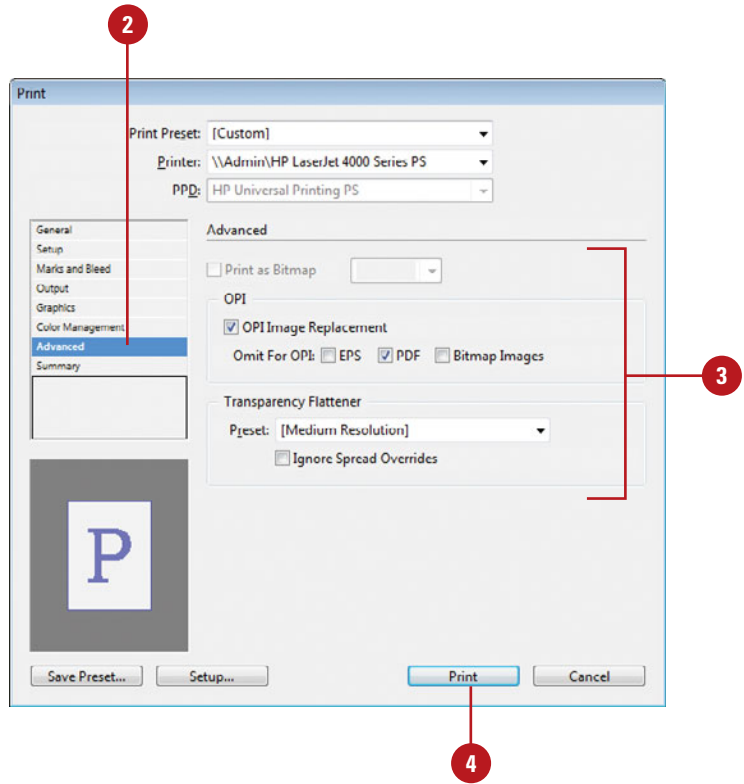 2
Print
Print Preset: [Custom]
Printer: \\Admin\HP LaserJet 4000 Series PS
PPD: HP Universal Printing PS
General
Setup
Marks and Bleed
Output
Graphics
Color Management
Advanced
Summary
Advanced
Print as Bitmap
OPI
OPI Image Replacement
Omit For OPI: EPS PDF Bitmap Images
Transparency Flattener
Preset: [Medium Resolution]
Ignore Spread Overrides
3
P
Save Preset... Setup... Print Cancel
4